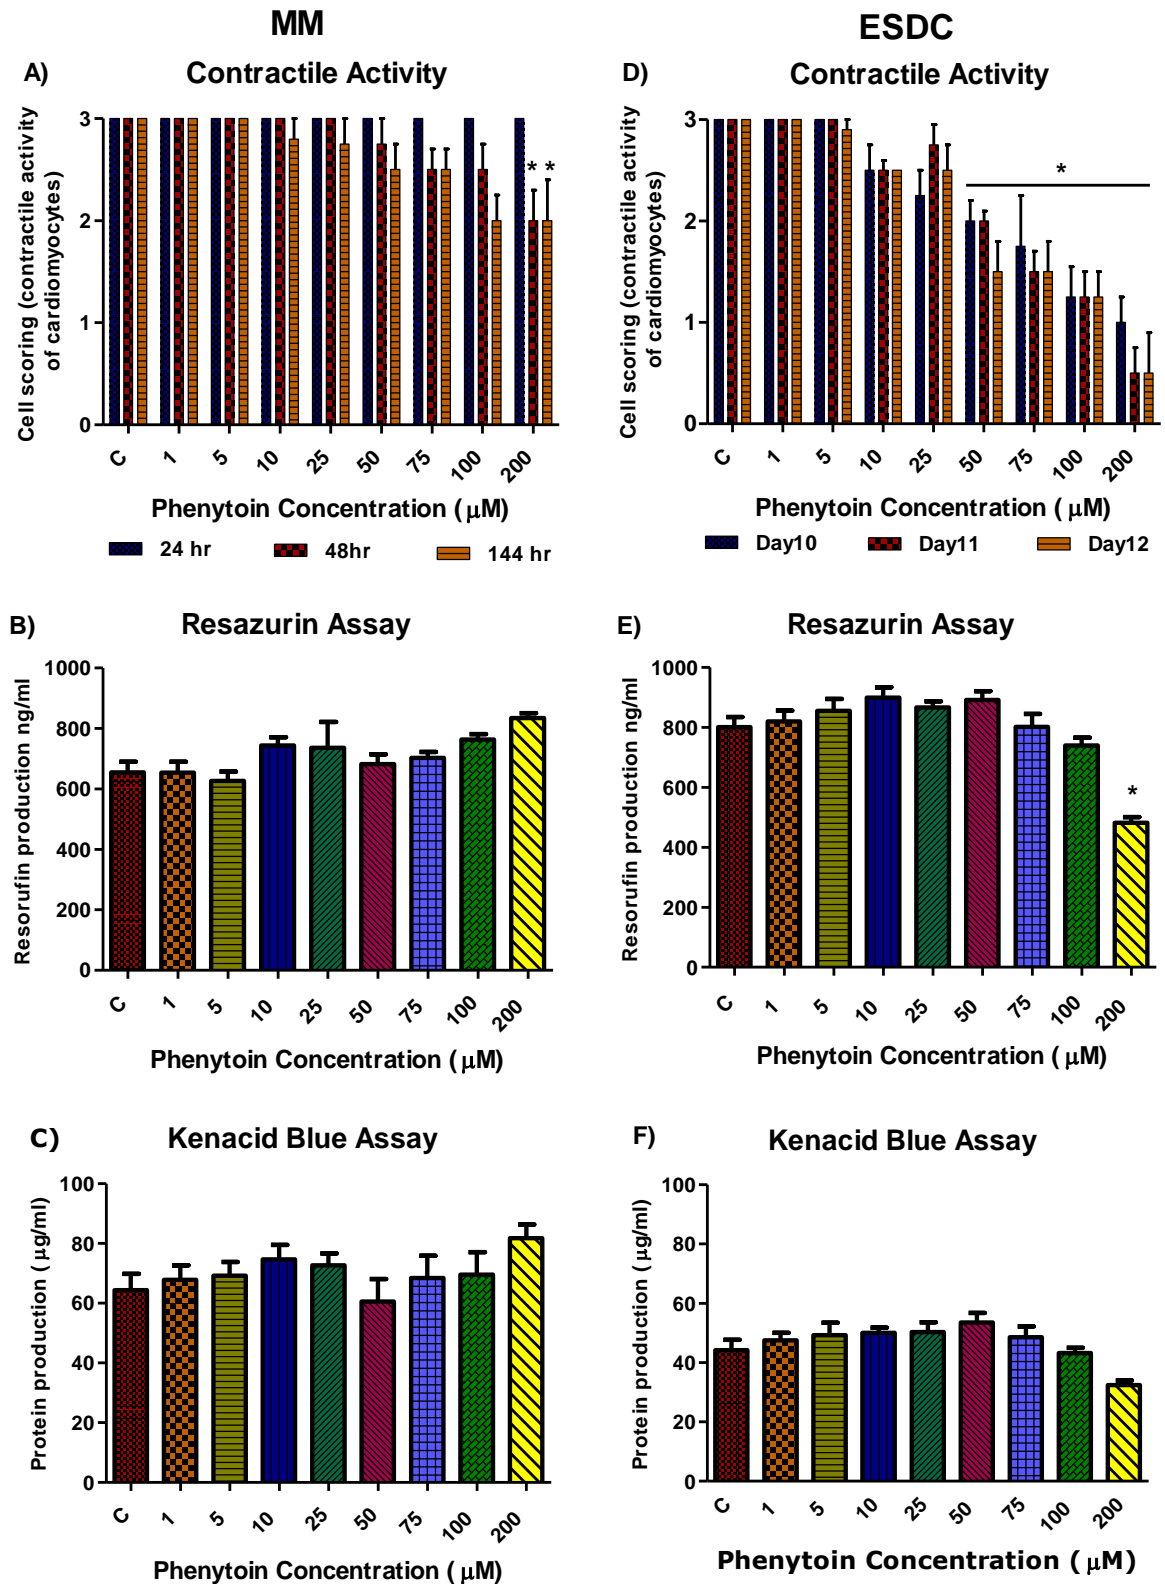 MM
A)
Contractile Activity
Cell scoring (contractile activity
of cardiomyocytes)
3
2
1
0
C 1 5 10 25 50 75 100 200
* *
Phenytoin Concentration ( μM)
24 hr 48hr 144 hr
B)
Resazurin Assay
Resorufin production ng/ml
1000
800
600
400
200
0
C 1 5 10 25 50 75 100 200
Phenytoin Concentration ( μM)
C)
Kenacid Blue Assay
Protein production ( μg/ml)
100
80
60
40
20
0
C 1 5 10 25 50 75 100 200
Phenytoin Concentration ( μM)
ESDC
D)
Contractile Activity
Cell scoring (contractile activity
of cardiomyocytes)
3
2
1
0
*
C 1 5 10 25 50 75 100 200
Phenytoin Concentration ( μM)
Day10 Day11 Day12
E)
Resazurin Assay
Resorufin production ng/ml
1000
800
600
400
200
0
*
C 1 5 10 25 50 75 100 200
Phenytoin Concentration ( μM)
F)
Kenacid Blue Assay
Protein production ( μg/ml)
100
80
60
40
20
0
C 1 5 10 25 50 75 100 200
Phenytoin Concentration ( μM)